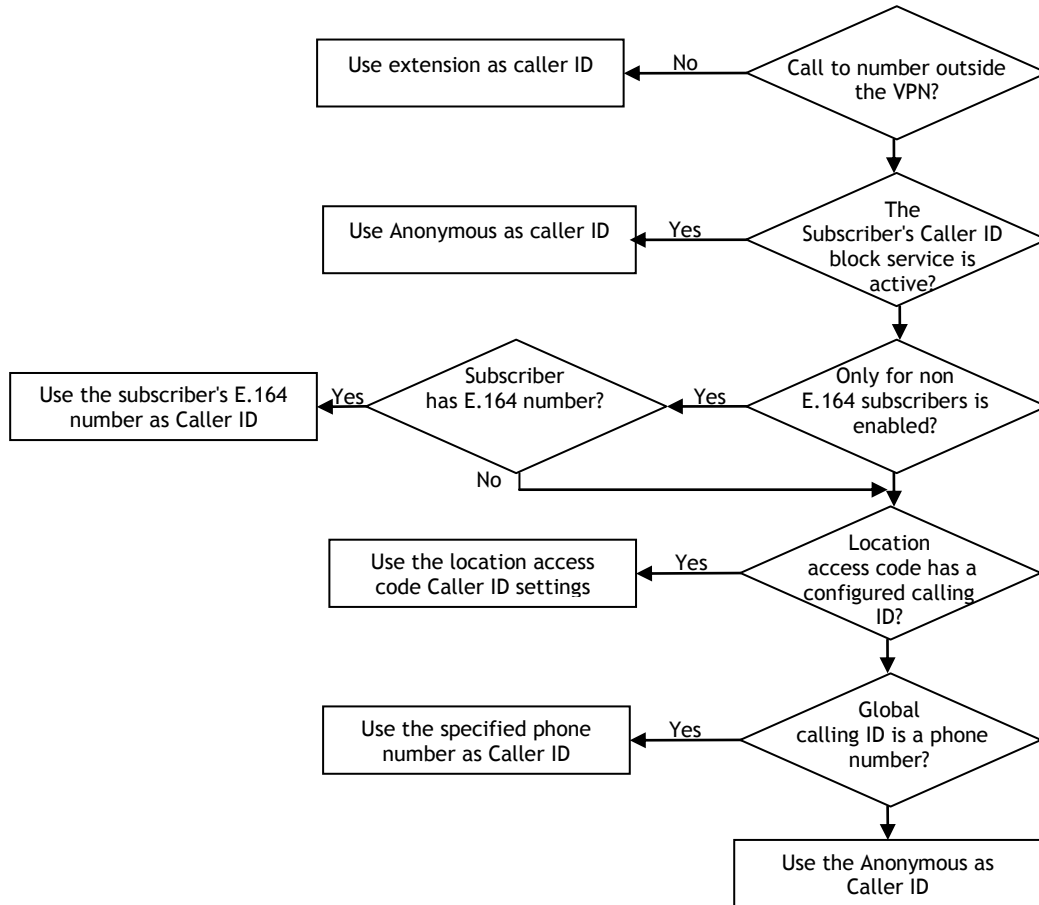 Use extension as caller ID
No
Call to number outside
the VPN?
Use Anonymous as caller ID
Yes
The
Subscriber's Caller ID
block service is
active?
Use the subscriber's E.164
number as Caller ID
Yes
Subscriber
has E.164 number?
Yes
Only for non
E.164 subscribers is
enabled?
No
Use the location access
code Caller ID settings
Yes
Location
access code has a
configured calling
ID?
Use the specified phone
number as Caller ID
Yes
Global
calling ID is a phone
number?
Use the Anonymous as
Caller ID